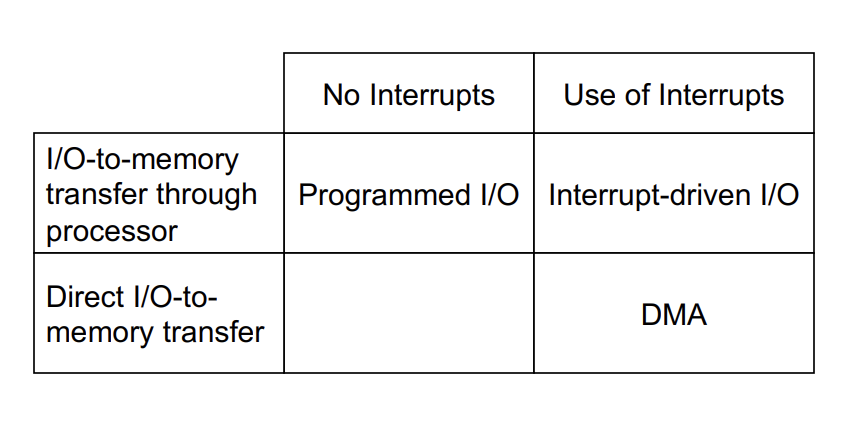 No Interrupts
Use of Interrupts
I/O-to-memory
transfer through
processor
Programmed I/O
Interrupt-driven I/O
Direct I/O-to-
memory transfer
DMA